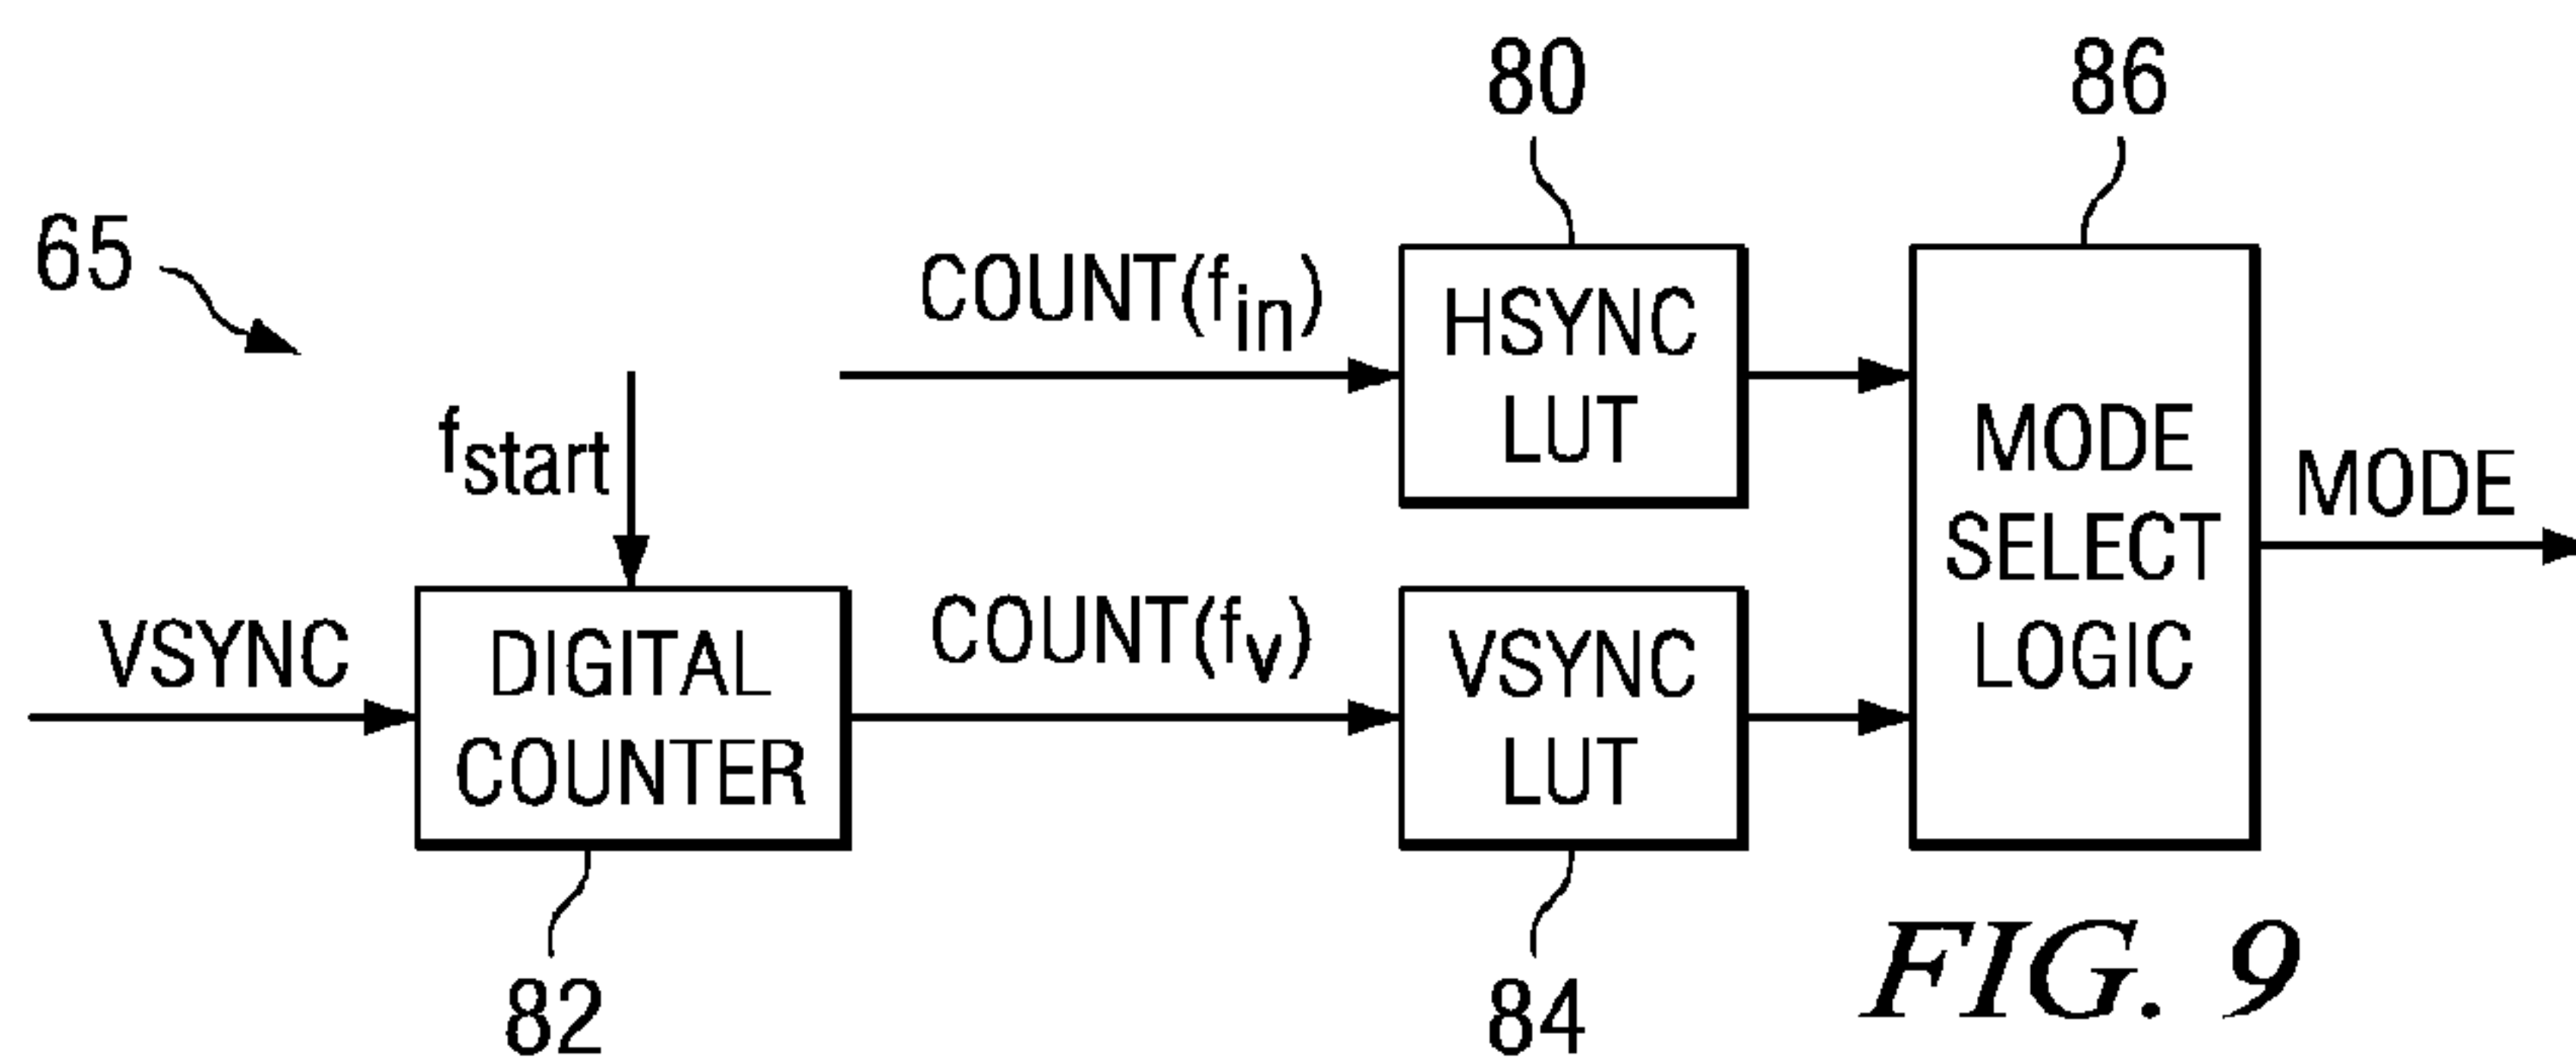 80
86
65
COUNT(fin)
HSYNC
LUT
fstart
MODE
SELECT
LOGIC
MODE
VSYNC
DIGITAL
COUNTER
COUNT(fv)
VSYNC
LUT
82
84
FIG. 9